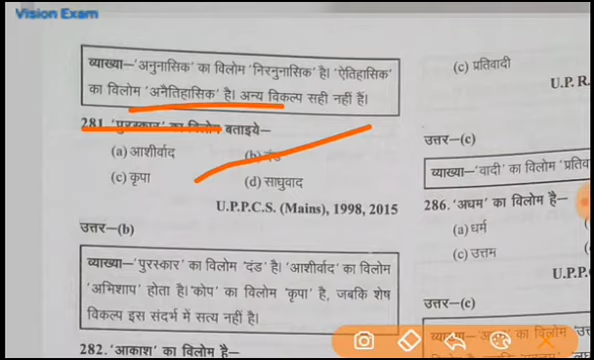 Vision Exam
व्याख्या–'अनुनासिक' का विलोम 'निरनुनासिक' है। 'ऐतिहासिक'
का विलोम 'अनैतिहासिक' है। अन्य विकल्प सही नहीं हैं।
281. 'पुरस्कार' का विलोम बताइये–
(a) आशीर्वाद
(b) दंड
(c) कृपा
(d) साधुवाद
U.P.P.C.S. (Mains), 1998, 2015
उत्तर–(b)
व्याख्या–'पुरस्कार' का विलोम 'दंड' है। 'आशीर्वाद' का विलोम
'अभिशाप' होता है। 'कोप' का विलोम 'कृपा' है, जबकि शेष
विकल्प इस संदर्भ में सत्य नहीं है।
282. 'आकाश' का विलोम है–
(c) प्रतिवादी
U.P.R.
उत्तर–(c)
व्याख्या–'वादी' का विलोम 'प्रतिव
286. 'अधम' का विलोम है–
(a) धर्म
(c) उत्तम
U.P.P.
उत्तर–(c)
का विलोम